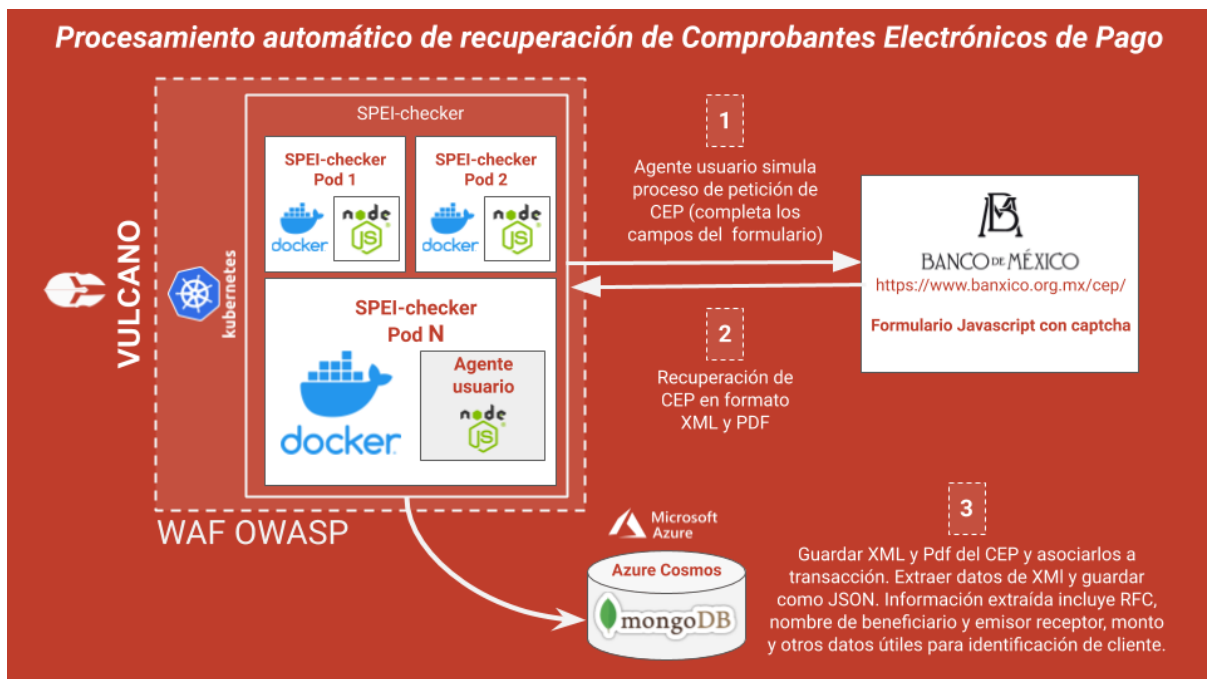 Procesamiento automático de recuperación de Comprobantes Electrónicos de Pago
VULCANO
kubernetes
SPEI-checker
SPEI-checker
Pod 1
docker
node
JS
SPEI-checker
Pod 2
docker
node
JS
SPEI-checker
Pod N
docker
Agente
usuario
node
JS
WAF OWASP
1
Agente usuario simula
proceso de petición de
CEP (completa los
campos del formulario)
2
Recuperación de
CEP en formato
XML y PDF
BM
BANCO DE MÉXICO
https://www.banxico.org.mx/cep/
Formulario Javascript con captcha
Microsoft
Azure
Azure Cosmos
mongoDB
3
Guardar XML y Pdf del CEP y asociarlos a
transacción. Extraer datos de XMl y guardar
como JSON. Información extraída incluye RFC,
nombre de beneficiario y emisor receptor, monto
y otros datos útiles para identificación de cliente.